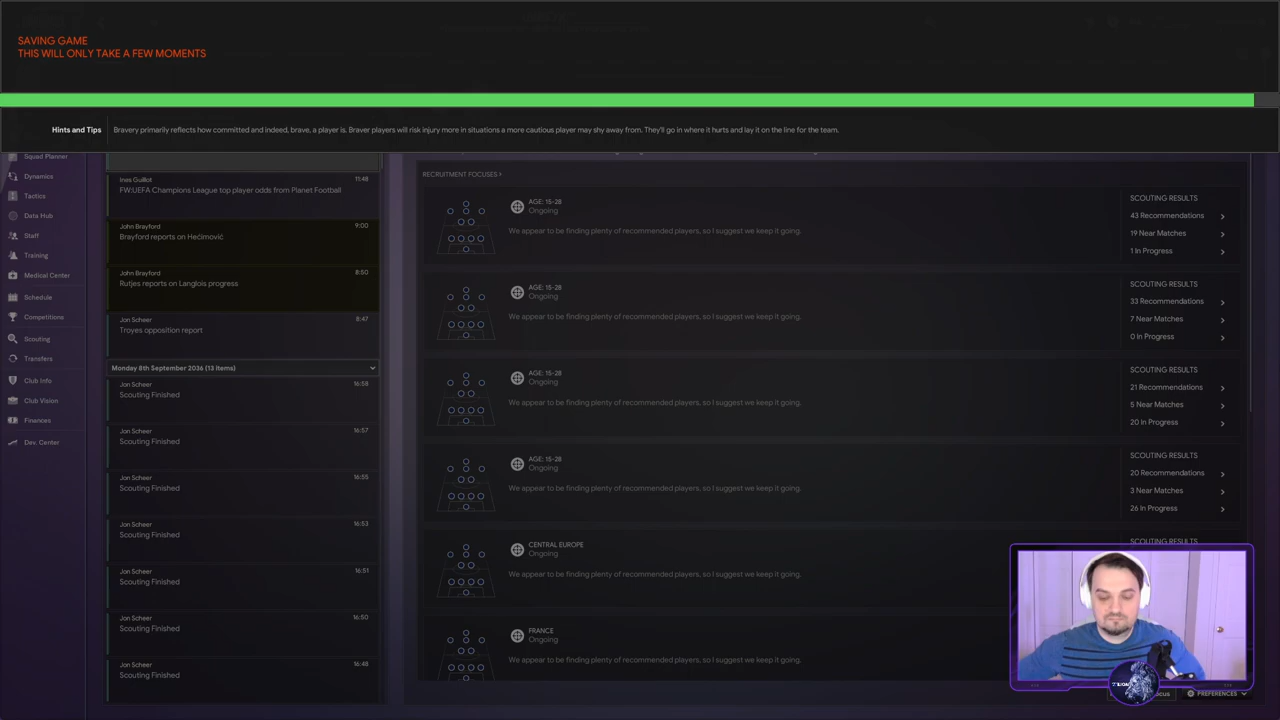 SAVING GAME
THIS WILL ONLY TAKE A FEW MOMENTS
Hints and Tips
Bravery primarily reflects how committed and indeed, brave, a player is. Braver players will risk injury more in situations a more cautious player may shy away from. They'll go in where it hurts and lay it on the line for the team.
Squad Planner
Dynamics
Tactics
Data Hub
Staff
Training
Medical Center
Schedule
Competitions
Scouting
Transfers
Club Info
Club Vision
Finances
Dev. Center
Ines Guillot 11:48
FW:UEFA Champions League top player odds from Planet Football
John Brayford 9:00
Brayford reports on Hećimović
John Brayford 8:50
Rutjes reports on Langlois progress
Jon Scheer 8:47
Troyes opposition report
Monday 8th September 2036 (13 Items)
Jon Scheer 16:58
Scouting Finished
Jon Scheer 16:57
Scouting Finished
Jon Scheer 16:55
Scouting Finished
Jon Scheer 16:53
Scouting Finished
Jon Scheer 16:51
Scouting Finished
Jon Scheer 16:50
Scouting Finished
Jon Scheer 16:48
Scouting Finished
RECRUITMENT FOCUSES
AGE: 15-28
Ongoing
We appear to be finding plenty of recommended players, so I suggest we keep it going.
SCOUTING RESULTS
43 Recommendations
19 Near Matches
1 In Progress
AGE: 15-28
Ongoing
We appear to be finding plenty of recommended players, so I suggest we keep it going.
SCOUTING RESULTS
33 Recommendations
7 Near Matches
0 In Progress
AGE: 15-28
Ongoing
We appear to be finding plenty of recommended players, so I suggest we keep it going.
SCOUTING RESULTS
21 Recommendations
5 Near Matches
20 In Progress
AGE: 15-28
Ongoing
We appear to be finding plenty of recommended players, so I suggest we keep it going.
SCOUTING RESULTS
20 Recommendations
3 Near Matches
26 In Progress
CENTRAL EUROPE
Ongoing
We appear to be finding plenty of recommended players, so I suggest we keep it going.
SCOUTING RESULTS
FRANCE
Ongoing
We appear to be finding plenty of recommended players, so I suggest we keep it going.
PREFERENCES